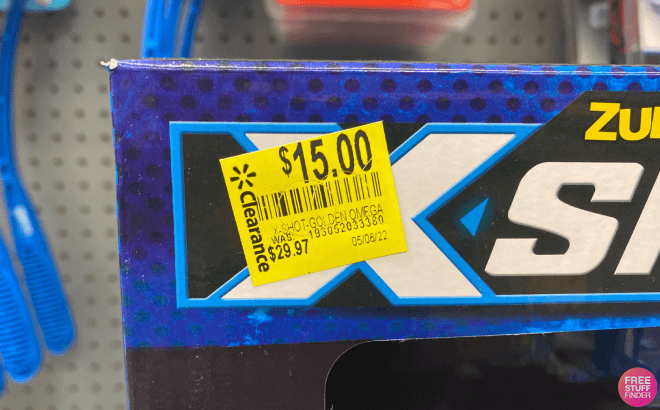 ZU
X-S
$15.00
Clearance
X-SHOT-GOLDEN OMEGA
193052033380
WAS
$29.97
05/06/22
FREE
STUFF
FINDER